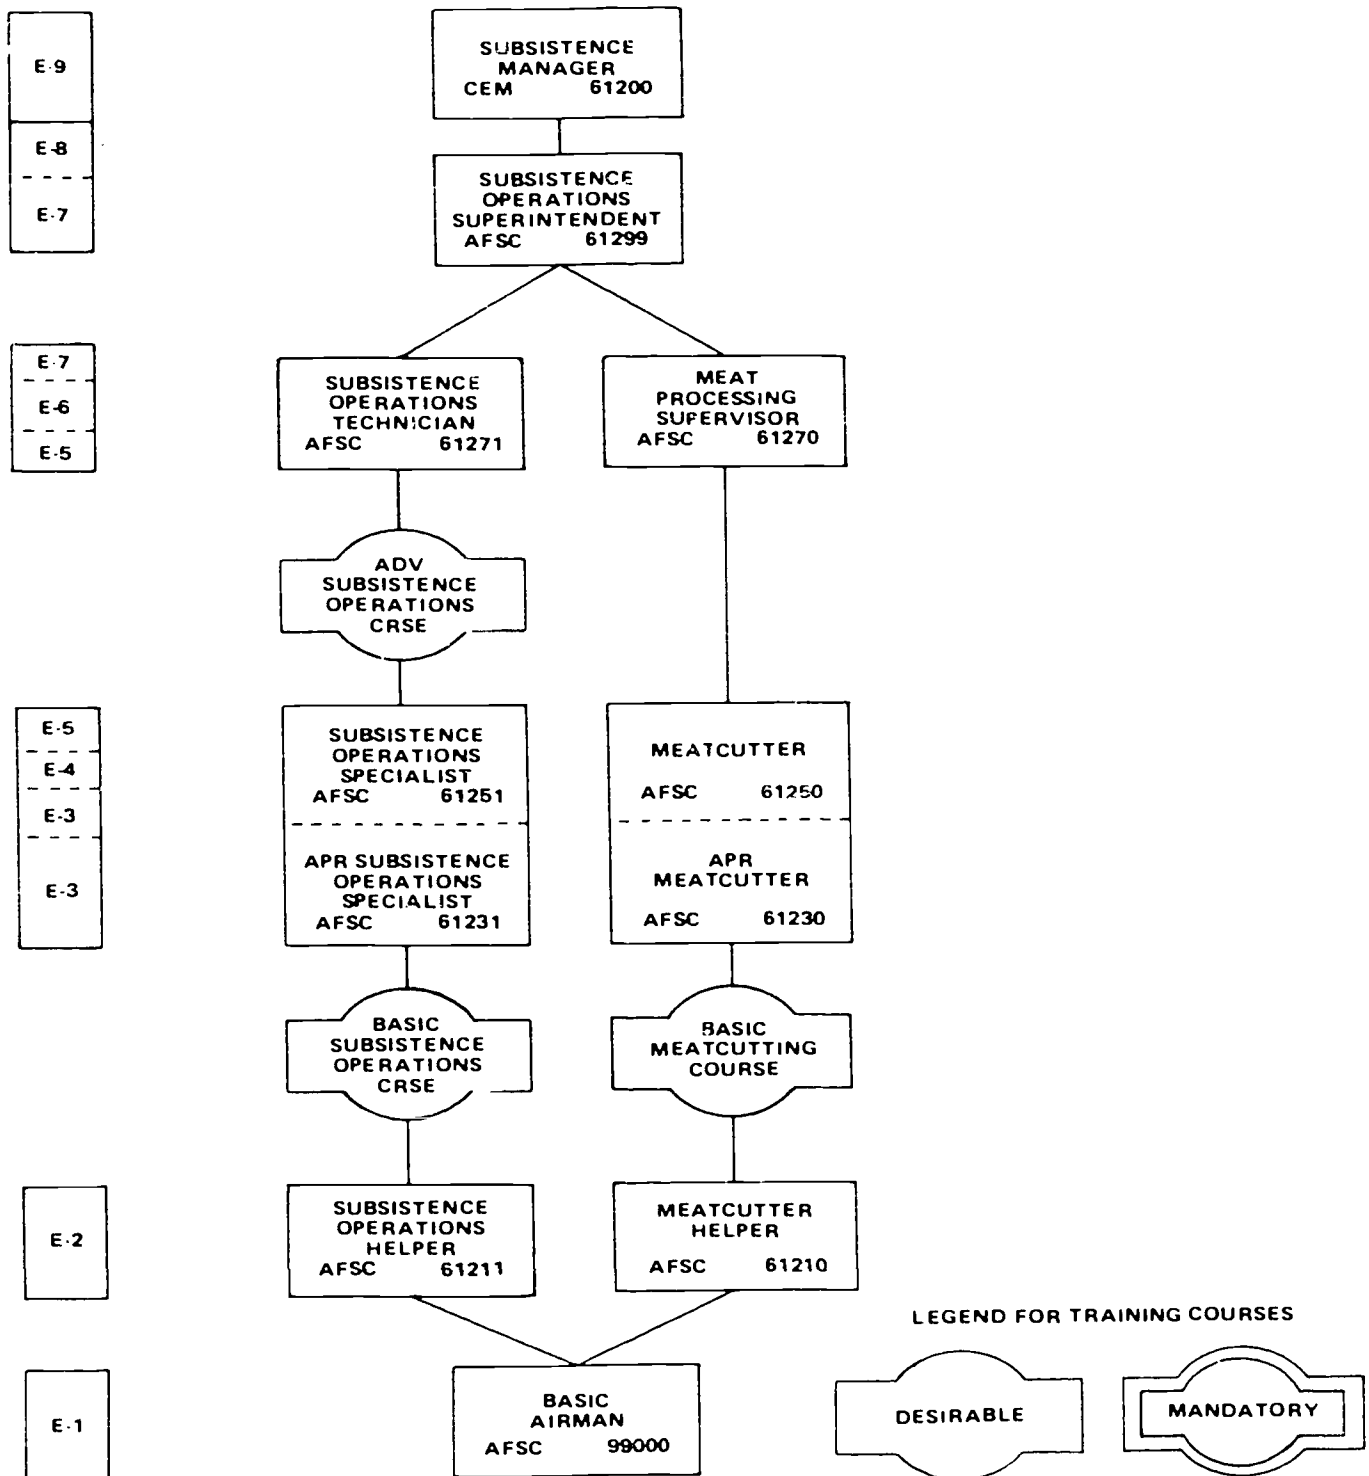 E-9
SUBSISTENCE
MANAGER
CEM 61200
E-8
E-7
SUBSISTENCE
OPERATIONS
SUPERINTENDENT
AFSC 61299
E-7
E-6
E-5
SUBSISTENCE
OPERATIONS
TECHNICIAN
AFSC 61271
MEAT
PROCESSING
SUPERVISOR
AFSC 61270
ADV
SUBSISTENCE
OPERATIONS
CRSE
E-5
E-4
E-3
E-3
SUBSISTENCE
OPERATIONS
SPECIALIST
AFSC 61251
APR SUBSISTENCE
OPERATIONS
SPECIALIST
AFSC 61231
MEATCUTTER
AFSC 61250
APR
MEATCUTTER
AFSC 61230
BASIC
SUBSISTENCE
OPERATIONS
CRSE
BASIC
MEATCUTTING
COURSE
E-2
SUBSISTENCE
OPERATIONS
HELPER
AFSC 61211
MEATCUTTER
HELPER
AFSC 61210
E-1
BASIC
AIRMAN
AFSC 99000
LEGEND FOR TRAINING COURSES
DESIRABLE
MANDATORY